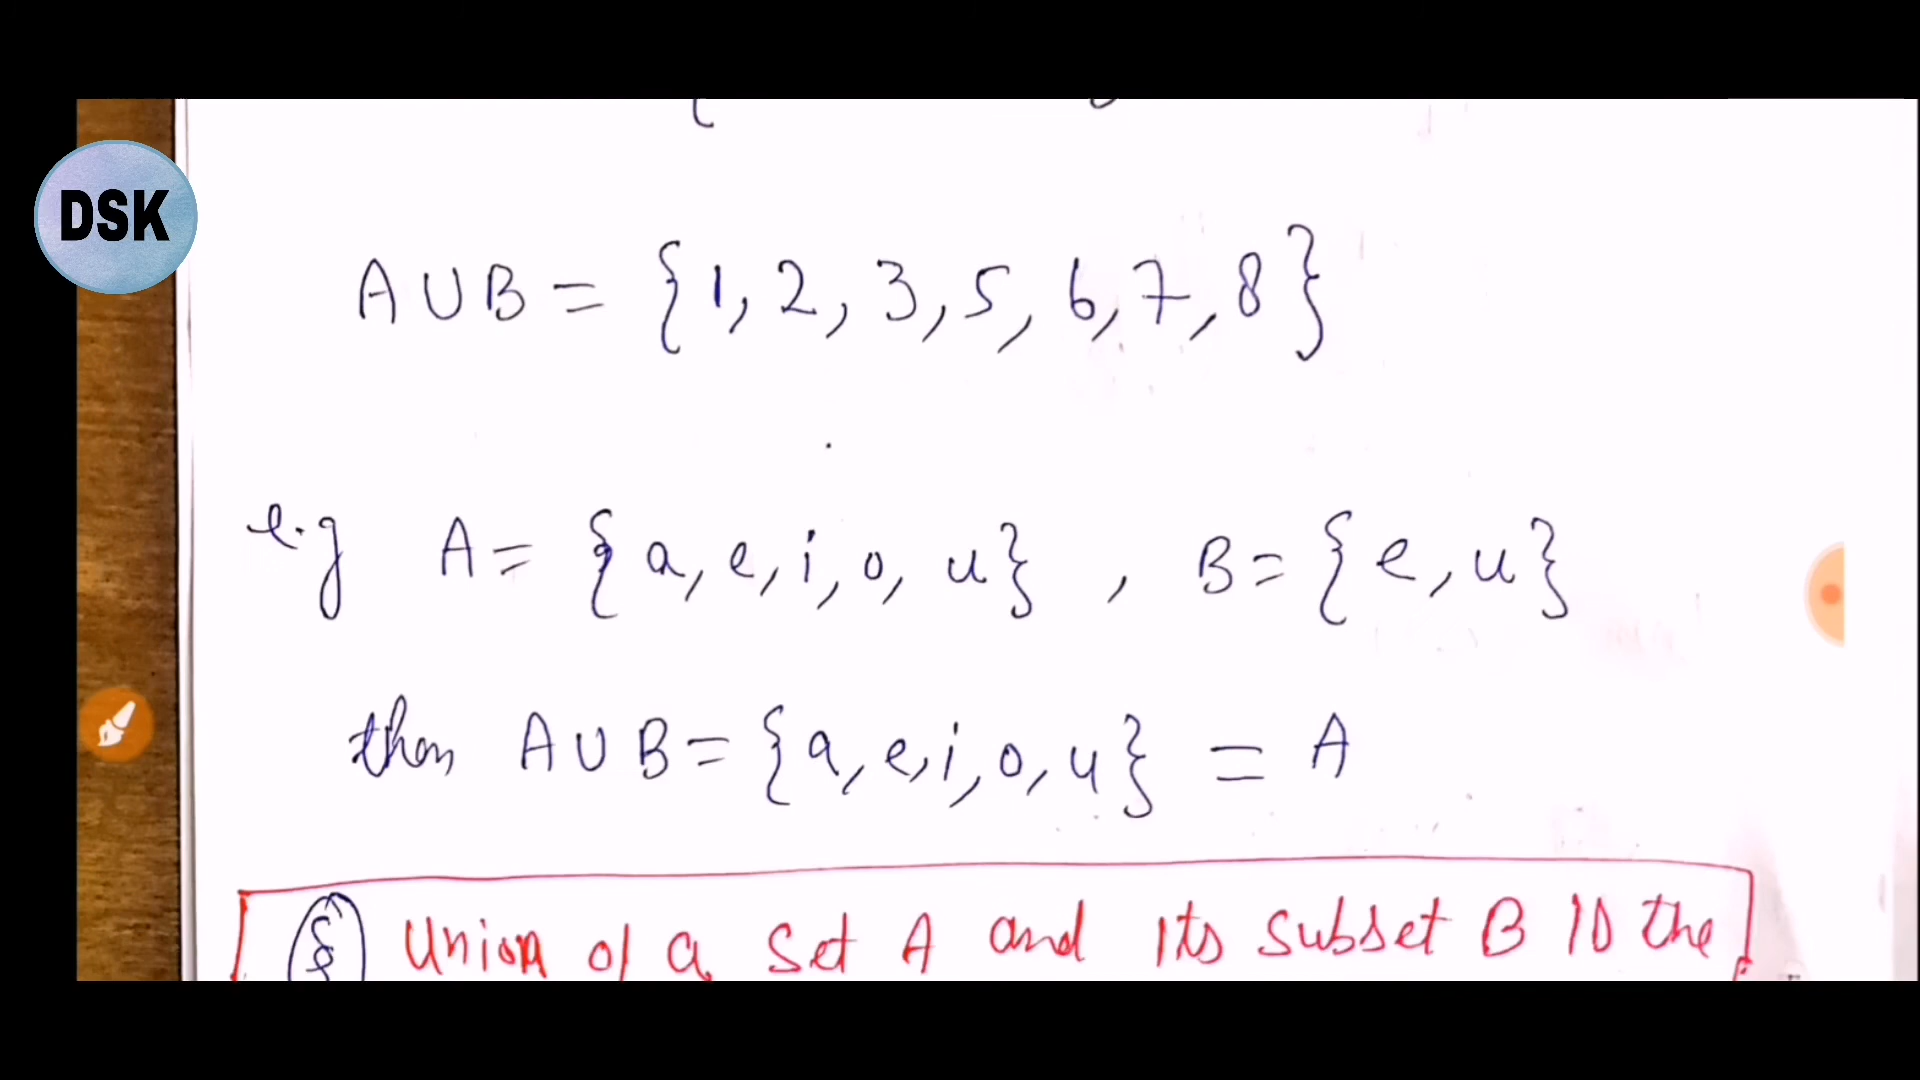 DSK
A∪B = {1, 2, 3, 5, 6, 7, 8}
e.g A = {a, e, i, o, u} , B = {e, u}
then A∪B = {a, e, i, o, u} = A
Union of a set A and its subset B is the